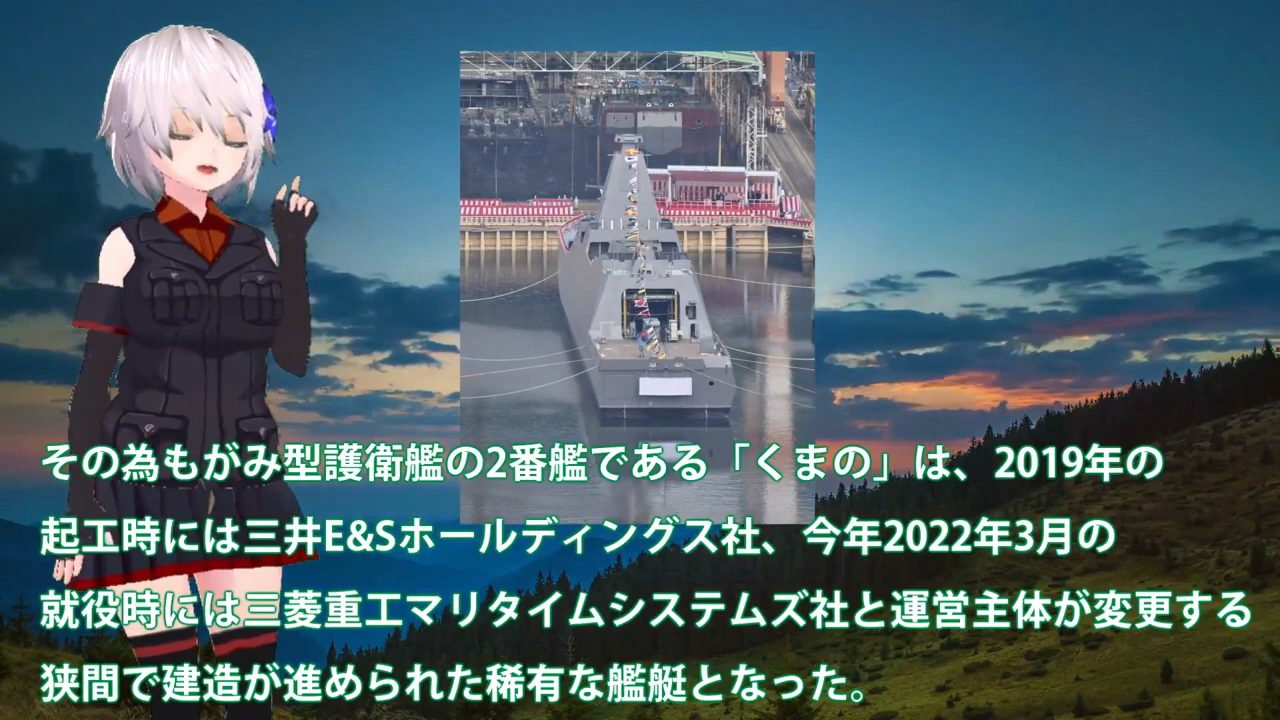 その為もがみ型護衛艦の2番艦である「くまの」は、2019年の
起工時には三井E&Sホールディングス社、今年2022年3月の
就役時には三菱重工マリタイムシステムズ社と運営主体が変更する
狭間で建造が進められた稀有な艦艇となった。